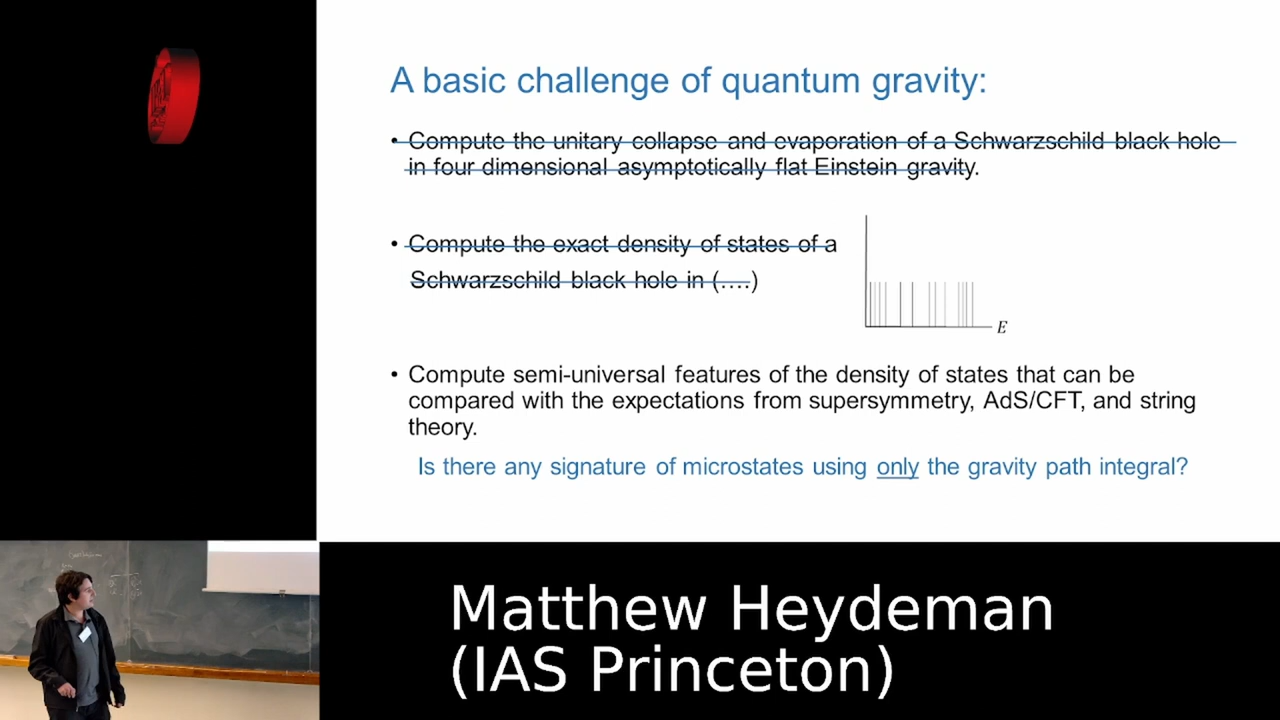 A basic challenge of quantum gravity:
• Compute the unitary collapse and evaporation of a Schwarzschild black hole
in four dimensional asymptotically flat Einstein gravity.
• Compute the exact density of states of a
Schwarzschild black hole in (....)
E
• Compute semi-universal features of the density of states that can be
compared with the expectations from supersymmetry, AdS/CFT, and string
theory.
Is there any signature of microstates using only the gravity path integral?
Matthew Heydeman
(IAS Princeton)